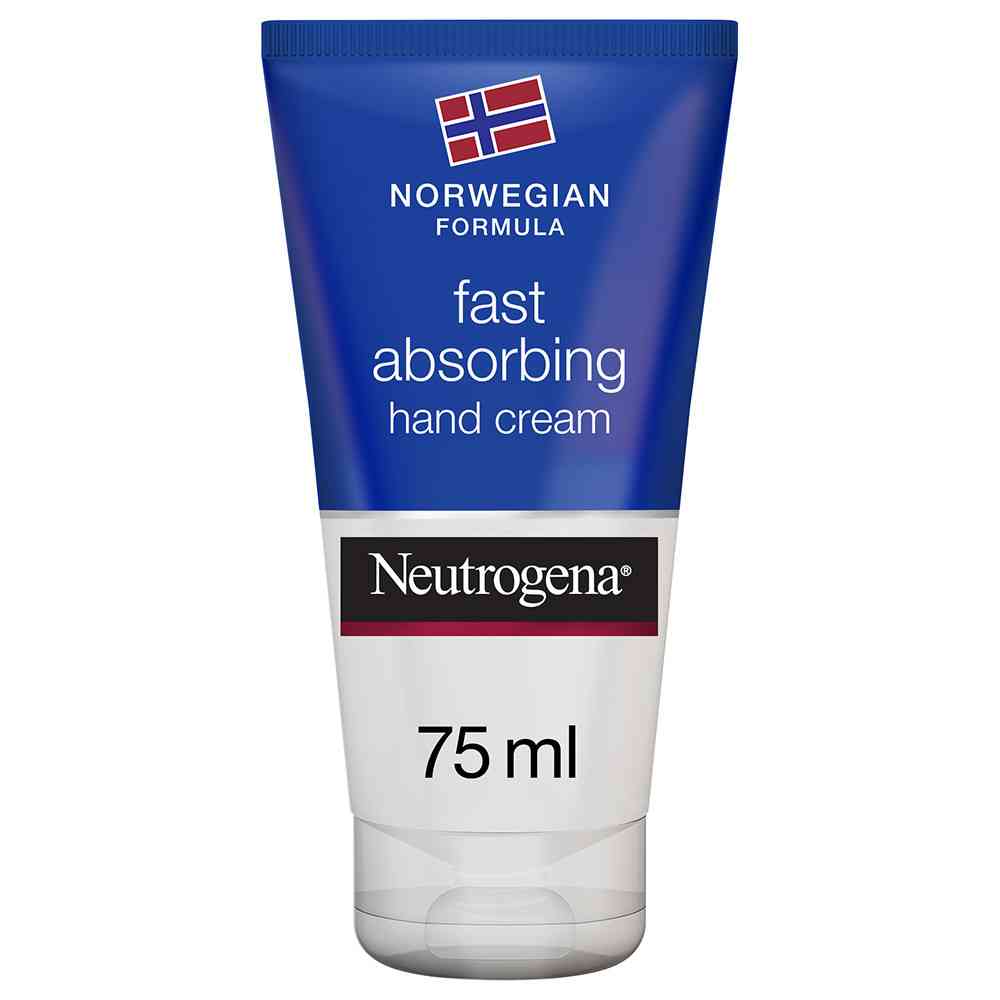 NORWEGIAN
FORMULA
fast
absorbing
hand cream
Neutrogena®
75 ml